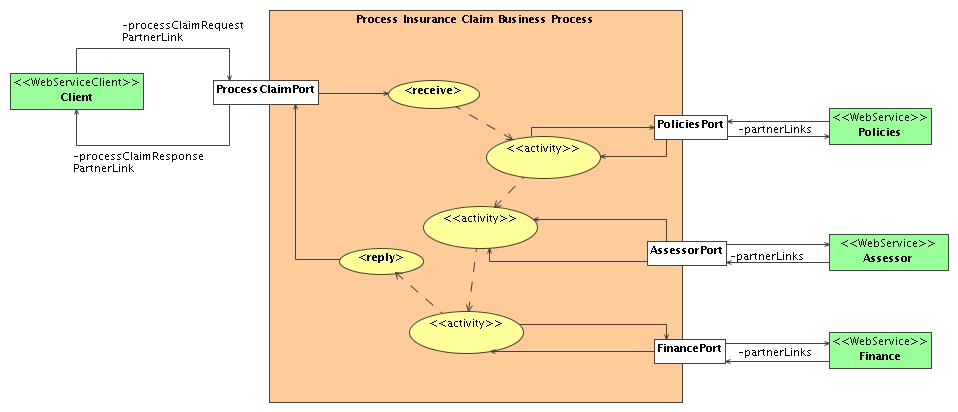 Process Insurance Claim Business Process
-processClaimRequest
PartnerLink
<<WebServiceClient>>
Client
ProcessClaimPort
<receive>
PoliciesPort
<<WebService>>
Policies
-partnerLinks
<<activity>>
-processClaimResponse
PartnerLink
<<activity>>
AssessorPort
<<WebService>>
Assessor
-partnerLinks
<reply>
<<activity>>
FinancePort
<<WebService>>
Finance
-partnerLinks